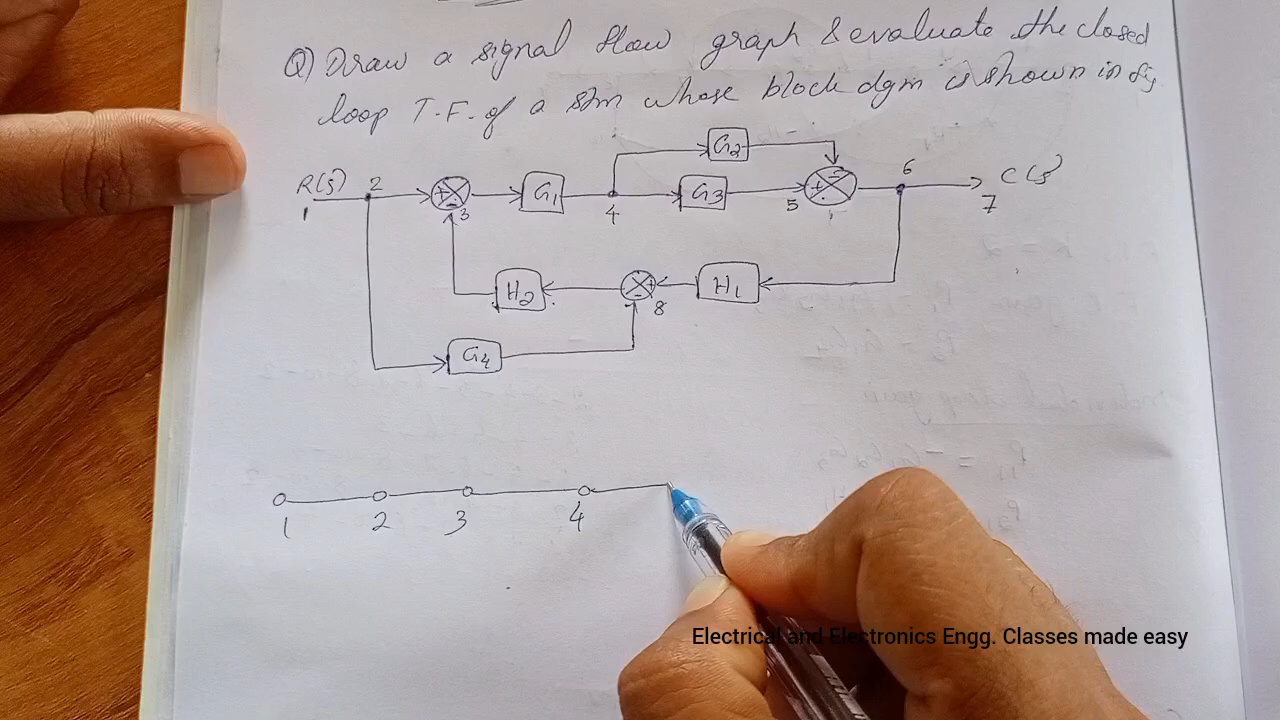 Q) Draw a signal flow graph & evaluate the closed
loop T.F. of a s/m whose block dgm is shown in fig
G2
R(s) 2 + G1 G3 + - 6 C(s)
1 - 3 4 5 7
H2 + H1
- 8
G4
1 2 3 4
Electrical and Electronics Engg. Classes made easy